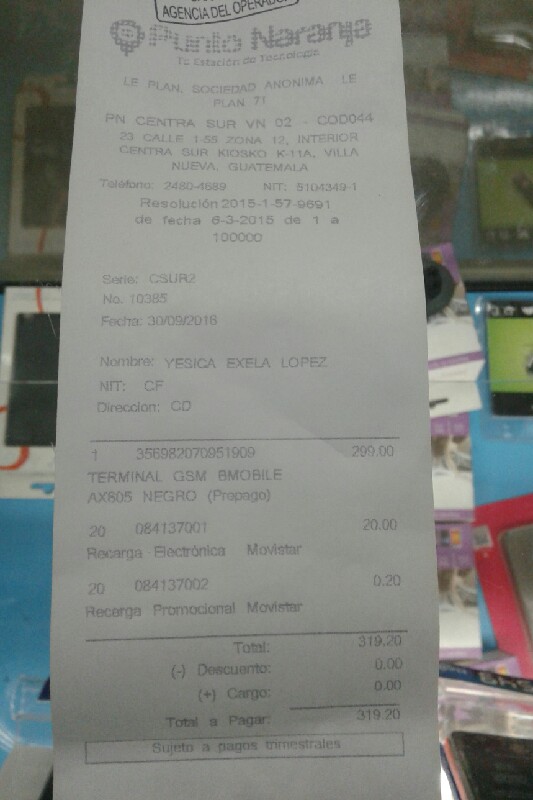 AGENCIA DEL OPERADOR
Punto Naranja
Tu Estación de Tecnología
LE PLAN, SOCIEDAD ANONIMA LE
PLAN 71
PN CENTRA SUR VN 02 - COD044
23 CALLE 1-55 ZONA 12, INTERIOR
CENTRA SUR KIOSKO K-11A, VILLA
NUEVA, GUATEMALA
Teléfono: 2480-4689 NIT: 5104349-1
Resolución 2015-1-57-9691
de fecha 6-3-2015 de 1 a
100000
Serie: CSUR2
No. 10385
Fecha: 30/09/2016
Nombre: YESICA EXELA LOPEZ
NIT: CF
Direccion: CD
1 356982070951909 299.00
TERMINAL GSM BMOBILE
AX605 NEGRO (Prepago)
20 084137001 20.00
Recarga Electrónica Movistar
20 084137002 0.20
Recarga Promocional Movistar
Total: 319.20
(-) Descuento: 0.00
(+) Cargo: 0.00
Total a Pagar: 319.20
Sujeto a pagos trimestrales